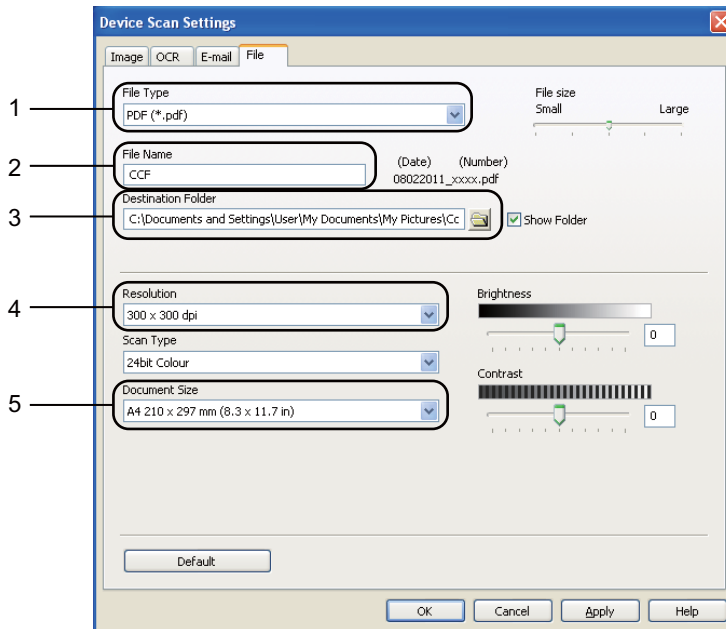 Device Scan Settings
Image OCR E-mail File
1 File Type
PDF (*.pdf)
File size
Small Large
2 File Name
CCF
(Date) (Number)
08022011_xxxx.pdf
3 Destination Folder
C:\Documents and Settings\User\My Documents\My Pictures\Cc
Show Folder
4 Resolution
300 x 300 dpi
Scan Type
24bit Colour
5 Document Size
A4 210 x 297 mm (8.3 x 11.7 in)
Brightness
0
Contrast
0
Default
OK Cancel Apply Help